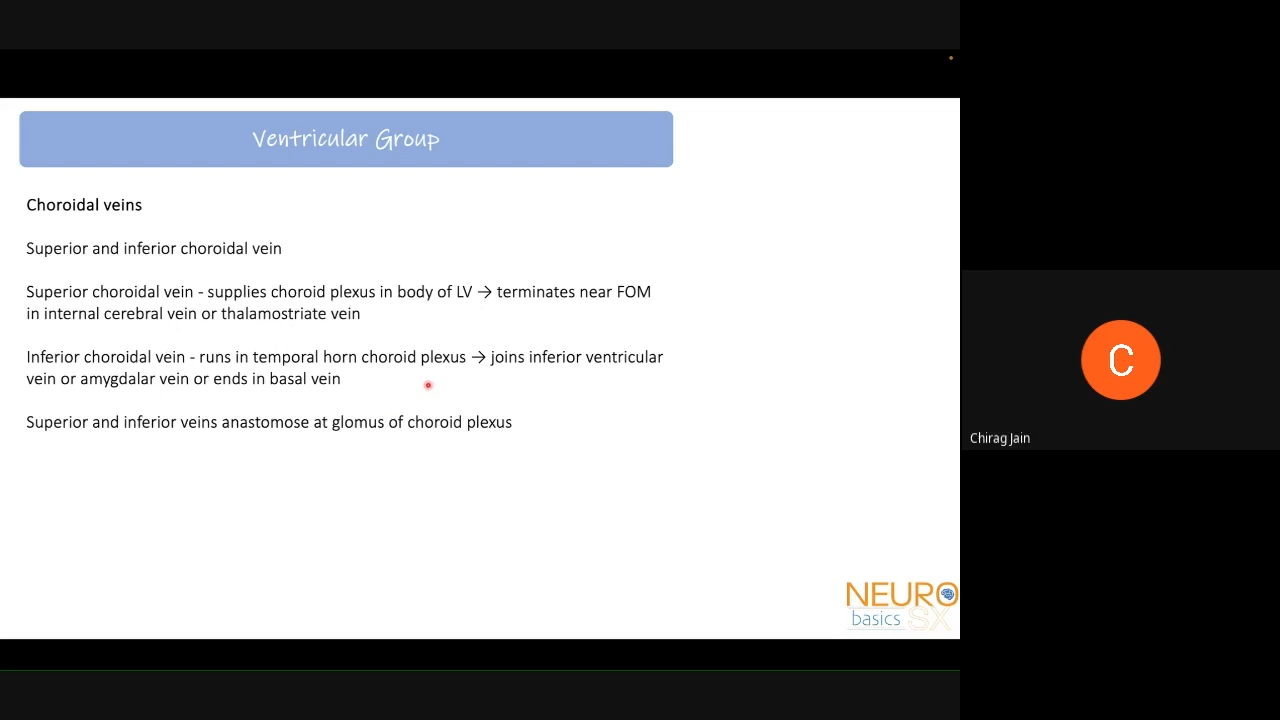 Ventricular Group
Choroidal veins
Superior and inferior choroidal vein
Superior choroidal vein - supplies choroid plexus in body of LV → terminates near FOM
in internal cerebral vein or thalamostriate vein
Inferior choroidal vein - runs in temporal horn choroid plexus → joins inferior ventricular
vein or amygdalar vein or ends in basal vein
Superior and inferior veins anastomose at glomus of choroid plexus
NEURO
basics SX
C
Chirag Jain